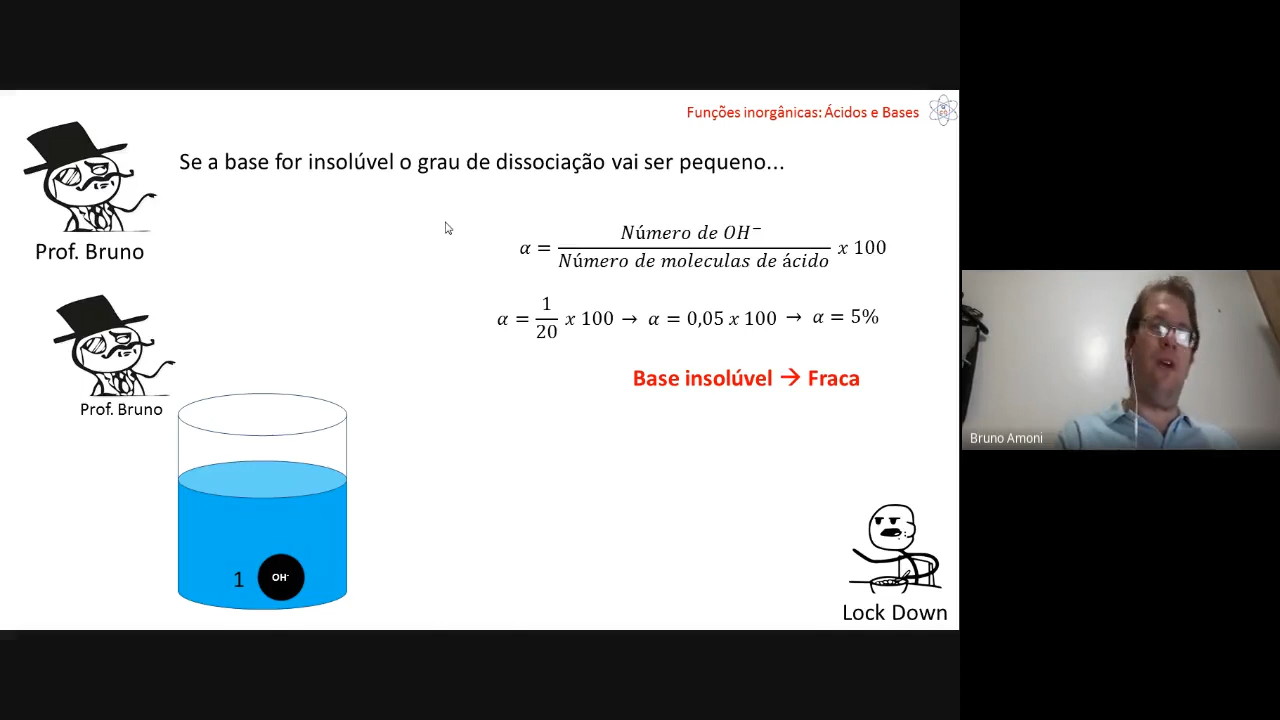 Funções inorgânicas: Ácidos e Bases
Se a base for insolúvel o grau de dissociação vai ser pequeno...
Prof. Bruno
α = Número de OH⁻ / Número de moleculas de ácido x 100
α = 1/20 x 100 → α = 0,05 x 100 → α = 5%
Base insolúvel → Fraca
Prof. Bruno
Bruno Amoni
1 OH⁻
Lock Down